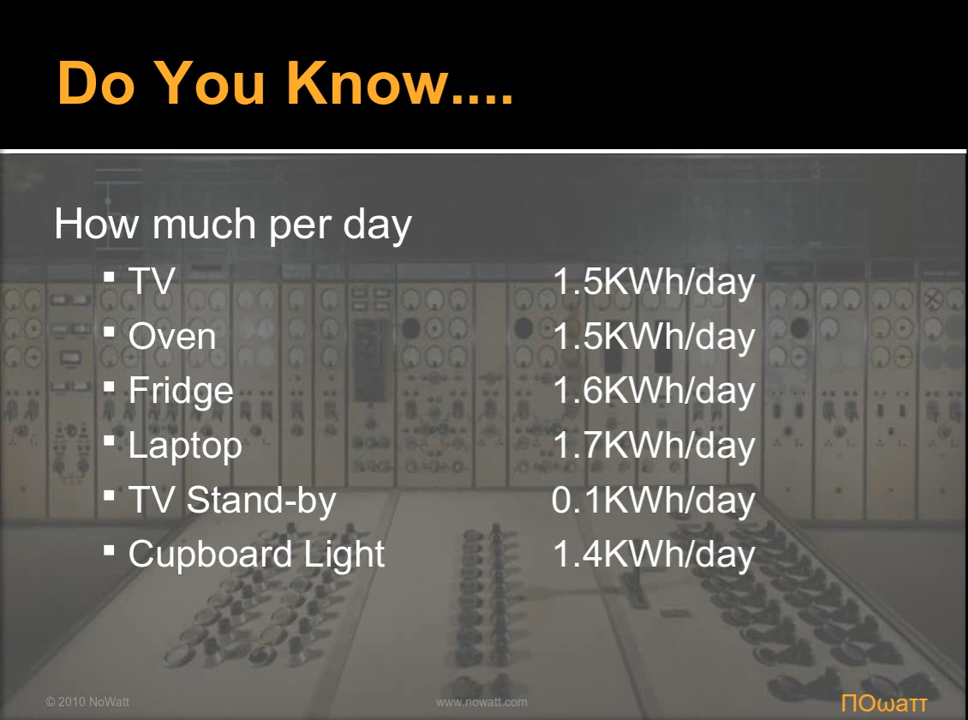 Do You Know....
How much per day
▪ TV 1.5KWh/day
▪ Oven 1.5KWh/day
▪ Fridge 1.6KWh/day
▪ Laptop 1.7KWh/day
▪ TV Stand-by 0.1KWh/day
▪ Cupboard Light 1.4KWh/day
© 2010 NoWatt www.nowatt.com ΠΟωαττ